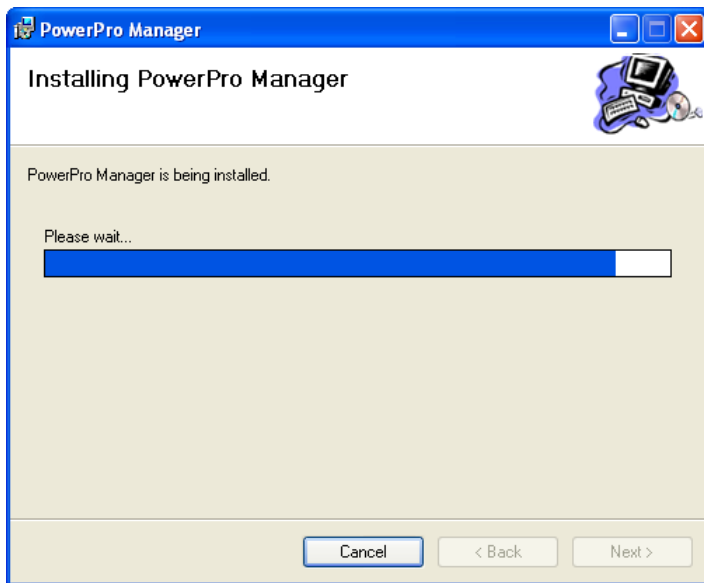 PowerPro Manager
Installing PowerPro Manager
PowerPro Manager is being installed.
Please wait...
Cancel < Back Next >